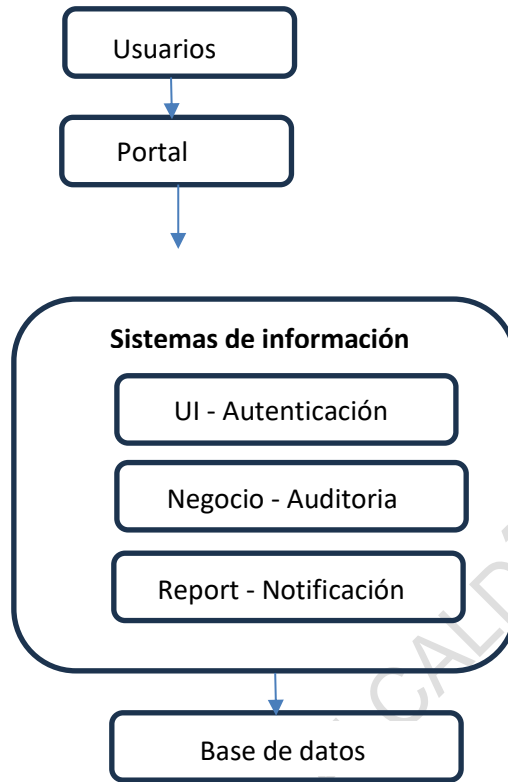 Usuarios
Portal
Sistemas de información
UI - Autenticación
Negocio - Auditoria
Report - Notificación
Base de datos